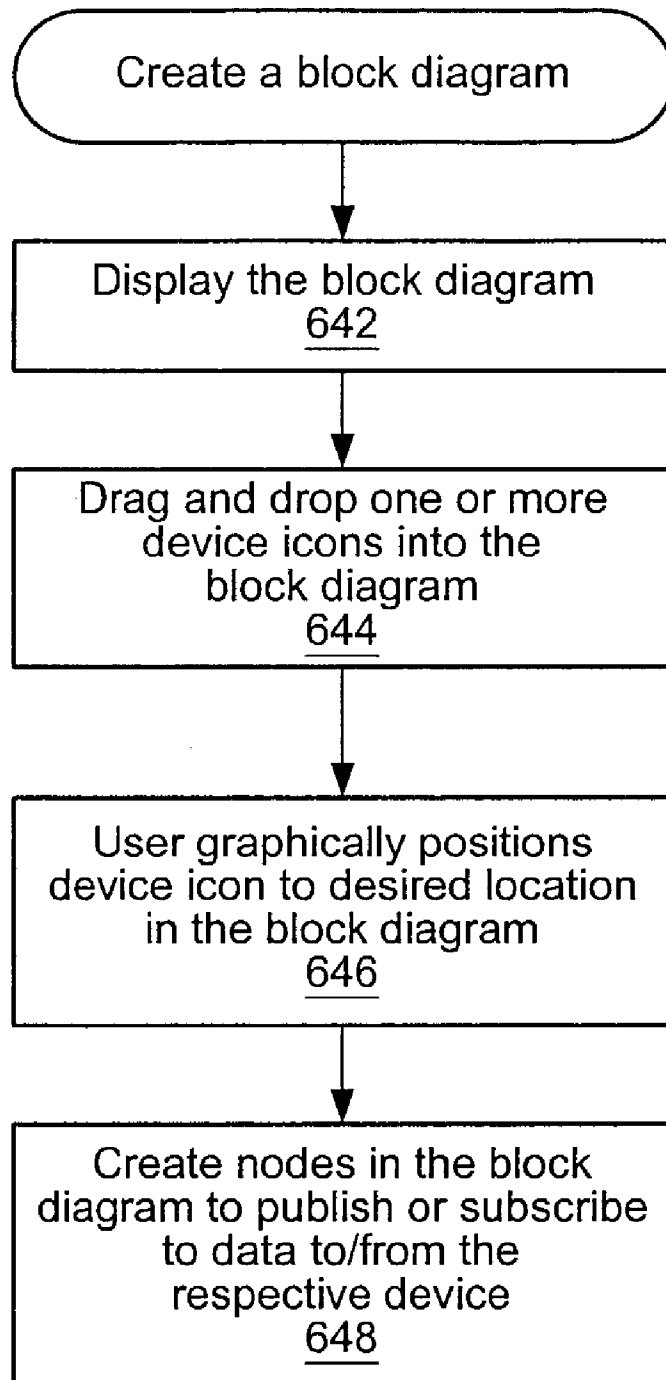 Create a block diagram
Display the block diagram
642
Drag and drop one or more
device icons into the
block diagram
644
User graphically positions
device icon to desired location
in the block diagram
646
Create nodes in the block
diagram to publish or subscribe
to data to/from the
respective device
648